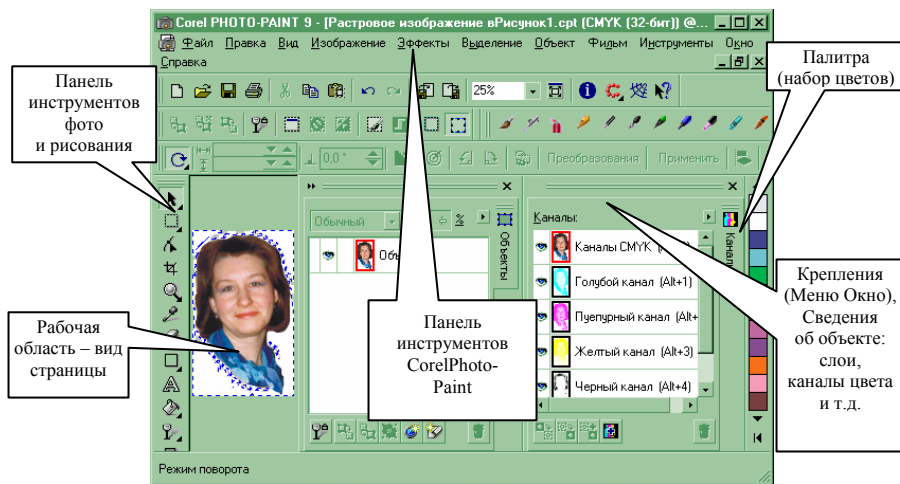 Corel PHOTO-PAINT 9 - [Растровое изображение вРисунок1.cpt (CMYK (32-бит)) @...
Файл Правка Вид Изображение Эффекты Выделение Объект Фильм Инструменты Окно
Справка
25%
0,0 °
Преобразования
Применить
Обычный
%
Объекты
Каналы:
Каналы CMYK
Голубой канал (Alt+1)
Пуепурный канал (Alt+
Желтый канал (Alt+3)
Черный канал (Alt+4)
Режим поворота
Панель
инструментов
фото
и рисования
Рабочая
область – вид
страницы
Панель
инструментов
CorelPhoto-
Paint
Палитра
(набор цветов)
Крепления
(Меню Окно),
Сведения
об объекте:
слои,
каналы цвета
и т.д.